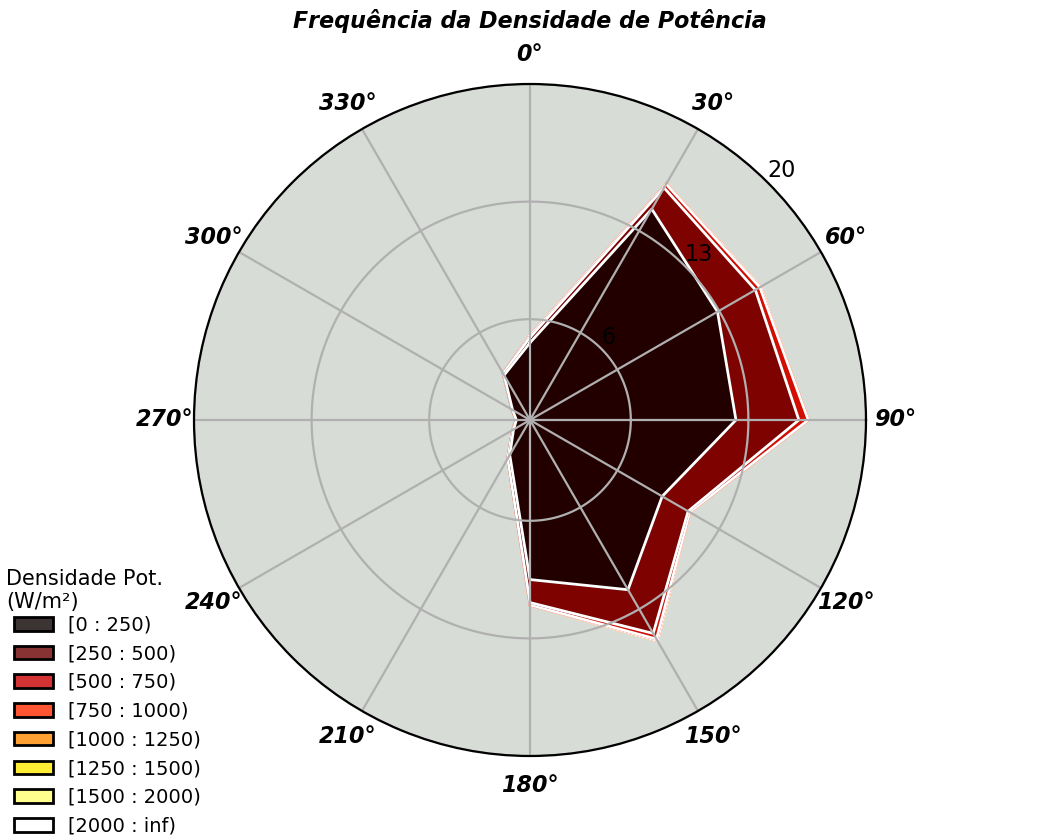 Frequência da Densidade de Potência
0°
330°
30°
20
300°
60°
13
6
270°
90°
Densidade Pot.
(W/m²)
240°
120°
[0 : 250)
[250 : 500)
[500 : 750)
[750 : 1000)
210°
150°
[1000 : 1250)
[1250 : 1500)
180°
[1500 : 2000)
[2000 : inf)